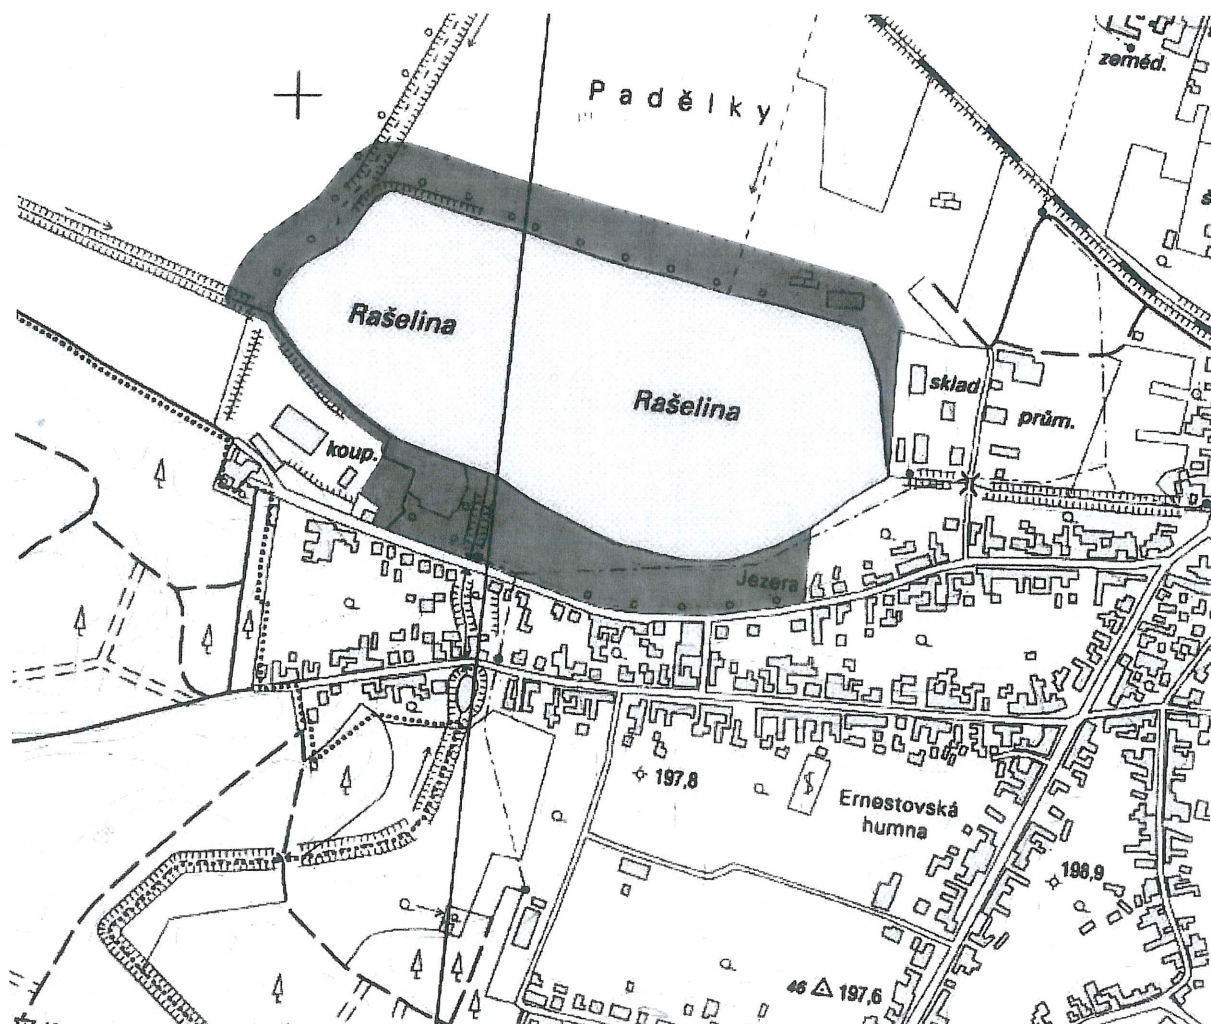 zeměd.
Padělky
Rašelina
Rašelina
sklad
koup.
prům.
Jezera
197,8
Ernestovská
humna
198,9
46 197,6